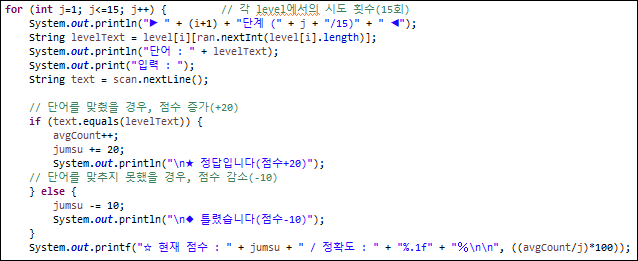 for (int j=1; j<=15; j++) {        // 각 level에서의 시도 횟수(15회)
    System.out.println("▶ " + (i+1) + "단계 (" + j + "/15)" + " ◀");
    String levelText = level[i][ran.nextInt(level[i].length)];
    System.out.println("단어 : " + levelText);
    System.out.print("입력 : ");
    String text = scan.nextLine();

    // 단어를 맞췄을 경우, 점수 증가(+20)
    if (text.equals(levelText)) {
        avgCount++;
        jumsu += 20;
        System.out.println("\n★ 정답입니다(점수+20)");
    // 단어를 맞추지 못했을 경우, 점수 감소(-10)
    } else {
        jumsu -= 10;
        System.out.println("\n◆ 틀렸습니다(점수-10)");
    }
    System.out.printf("☆ 현재 점수 : " + jumsu + " / 정확도 : " + "%.1f" + "％\n\n", ((avgCount/j)*100));